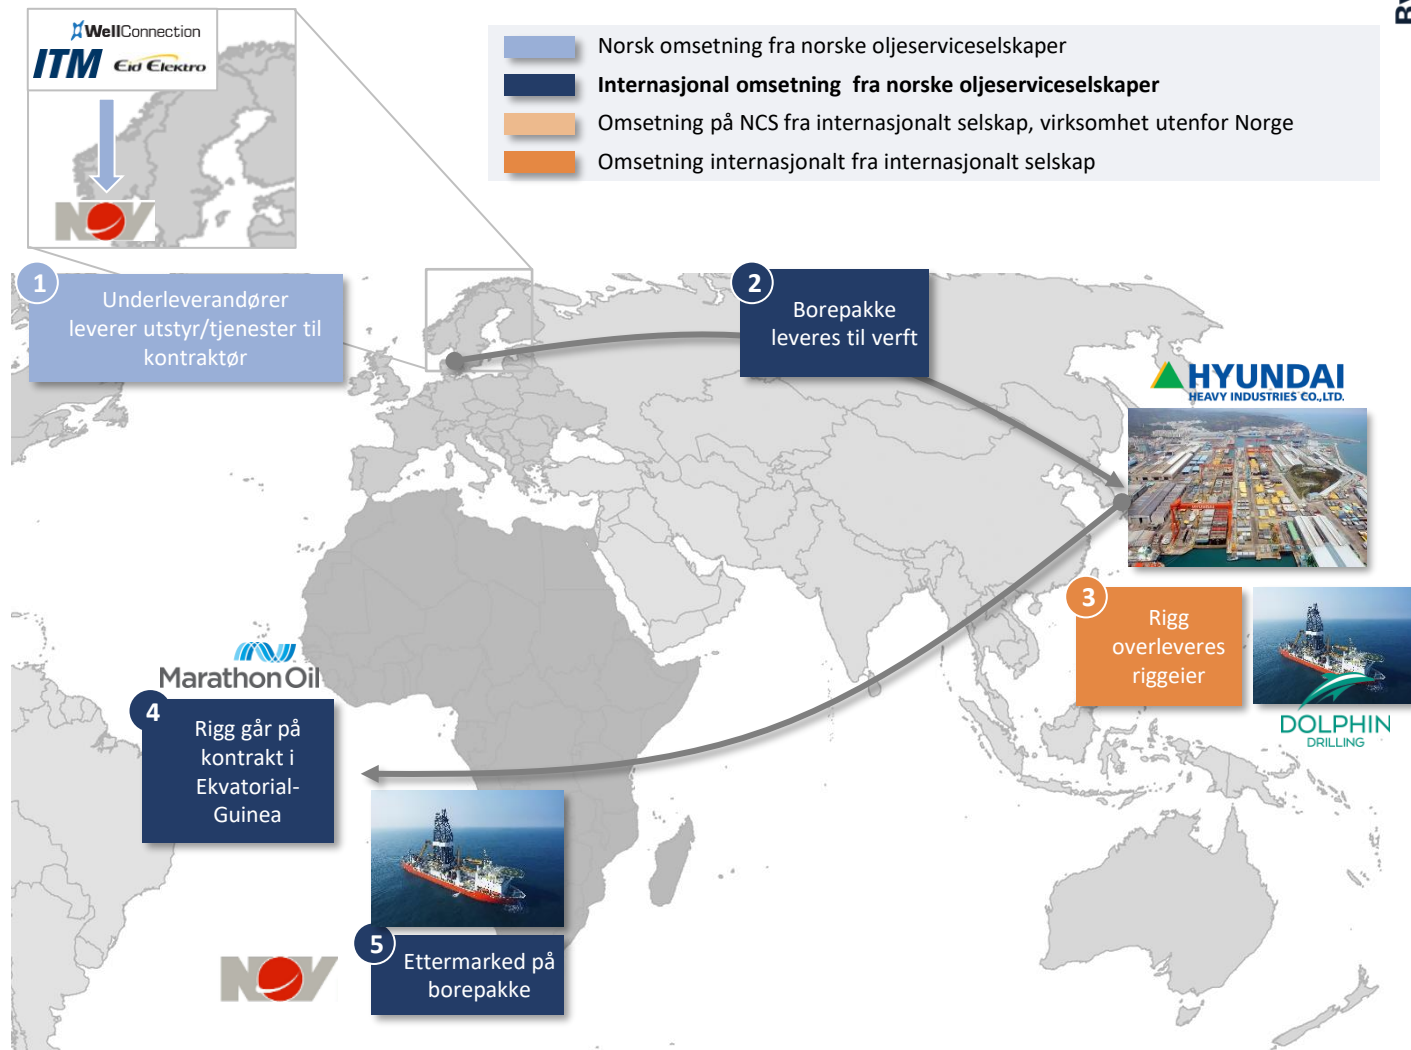 WellConnection
ITM Eid Elektro
NOV
Norsk omsetning fra norske oljeserviceselskaper
Internasjonal omsetning fra norske oljeserviceselskaper
Omsetning på NCS fra internasjonalt selskap, virksomhet utenfor Norge
Omsetning internasjonalt fra internasjonalt selskap
1
Underleverandører
leverer utstyr/tjenester til
kontraktør
2
Borepakke
leveres til verft
HYUNDAI
HEAVY INDUSTRIES CO.,LTD.
3
Rigg
overleveres
riggeier
DOLPHIN
DRILLING
Marathon Oil
4
Rigg går på
kontrakt i
Ekvatorial-
Guinea
5
Ettermarked på
borepakke
NOV